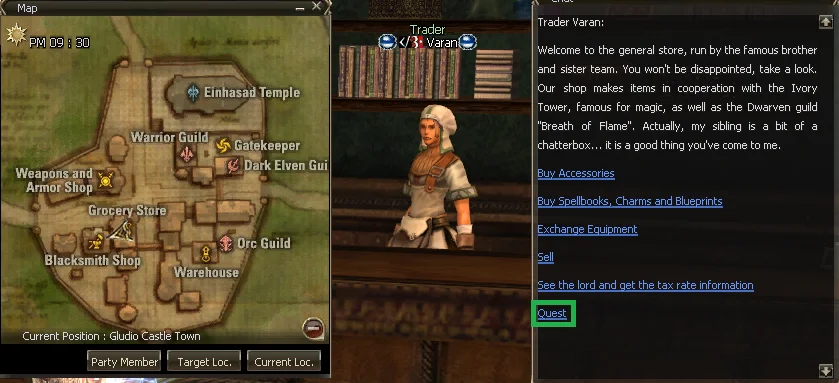 Map
PM 09 : 30
Einhasad Temple
Warrior Guild
Gatekeeper
Dark Elven Gui
Weapons and
Armor Shop
Grocery Store
Orc Guild
Blacksmith Shop
Warehouse
Current Position : Gludio Castle Town
Party Member
Target Loc.
Current Loc.
Trader
Varan
Chat
Trader Varan:
Welcome to the general store, run by the famous brother
and sister team. You won't be disappointed, take a look.
Our shop makes items in cooperation with the Ivory
Tower, famous for magic, as well as the Dwarven guild
"Breath of Flame". Actually, my sibling is a bit of a
chatterbox... it is a good thing you've come to me.
Buy Accessories
Buy Spellbooks, Charms and Blueprints
Exchange Equipment
Sell
See the lord and get the tax rate information
Quest